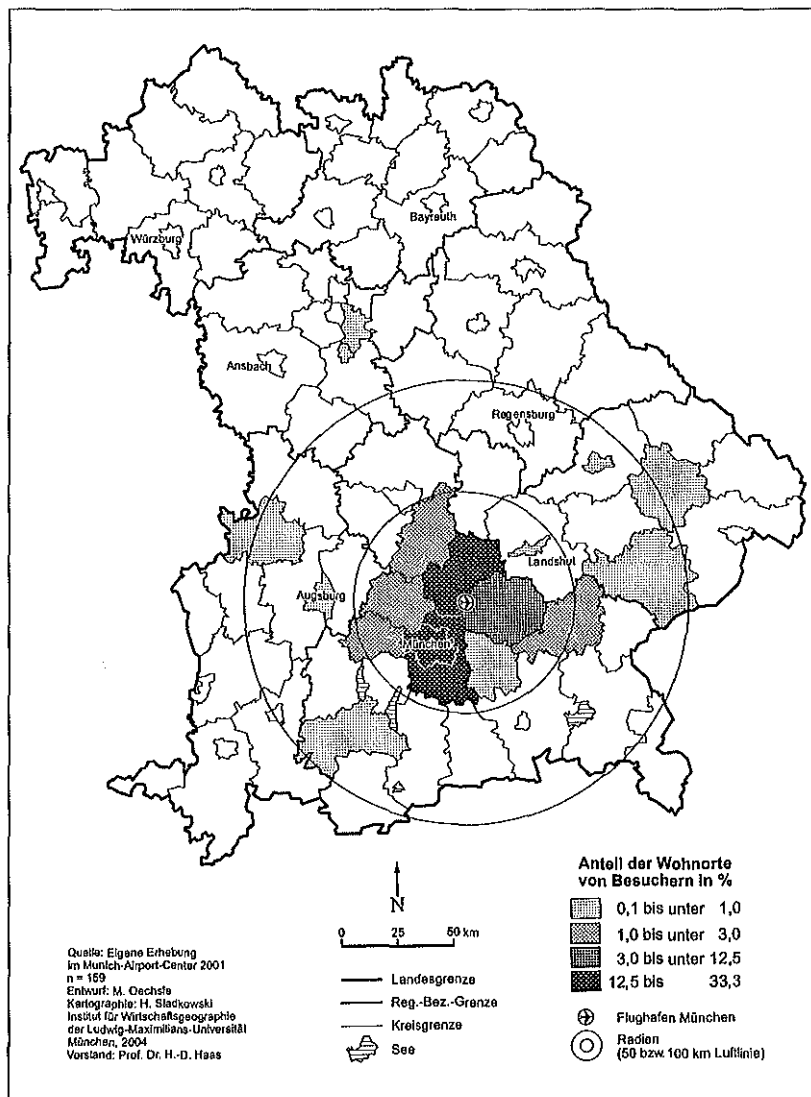 Bayreuth
Würzburg
Ansbach
Regensburg
Landshut
Augsburg
München
N
0 25 50 km
Landesgrenze
Reg.-Bez.-Grenze
Kreisgrenze
See
Anteil der Wohnorte
von Besuchern in %
0,1 bis unter 1,0
1,0 bis unter 3,0
3,0 bis unter 12,5
12,5 bis 33,3
Flughafen München
Radien
(50 bzw. 100 km Luftlinie)
Quelle: Eigene Erhebung
im Munich-Airport-Center 2001
n = 159
Entwurf: M. Oechsle
Kartographie: H. Sladkowski
Institut für Wirtschaftsgeographie
der Ludwig-Maximilians-Universität
München, 2004
Vorstand: Prof. Dr. H.-D. Haas